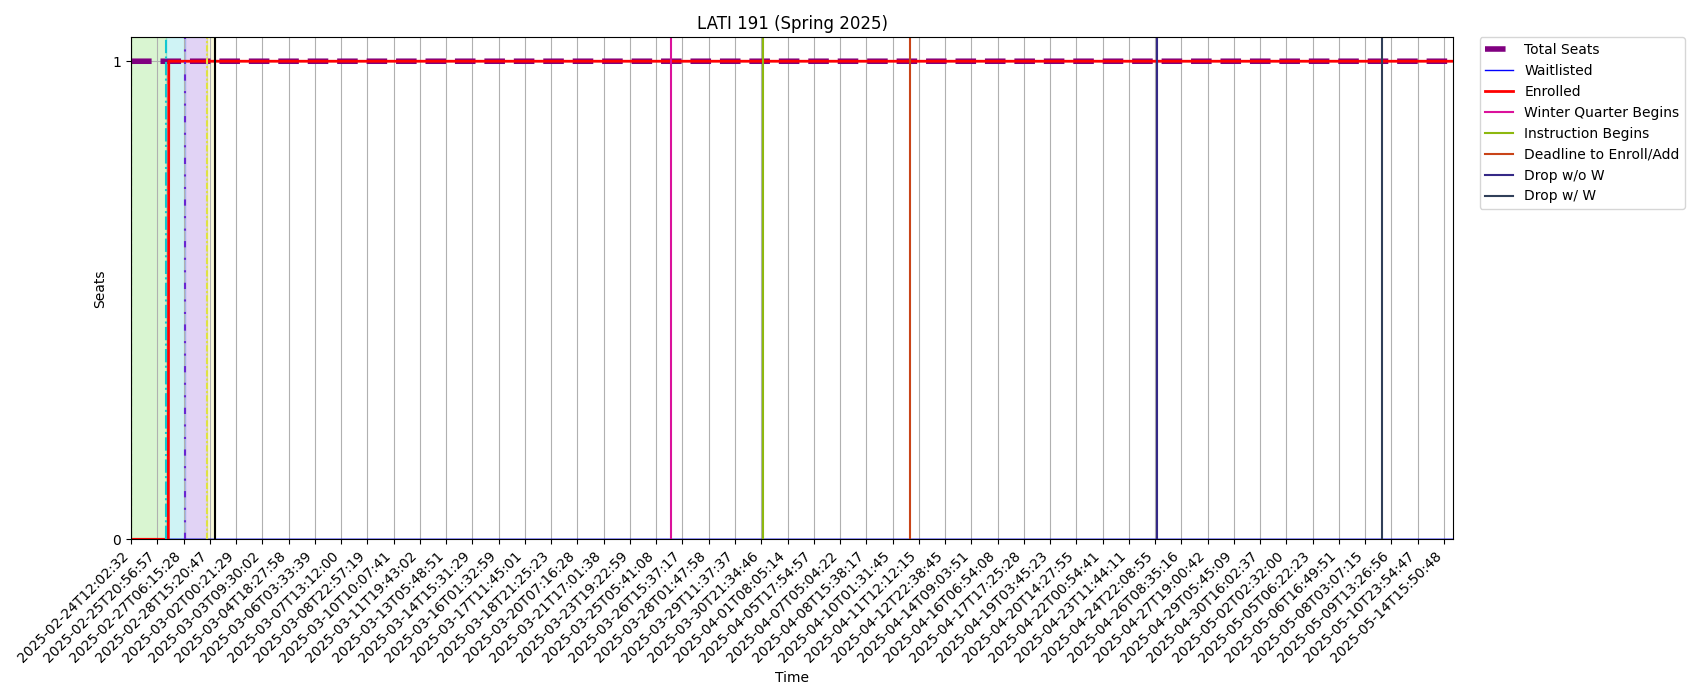 LATI 191 (Spring 2025)
Total Seats
Waitlisted
Enrolled
Winter Quarter Begins
Instruction Begins
Deadline to Enroll/Add
Drop w/o W
Drop w/ W
1
0
Seats
2025-02-24T12:02:32
2025-02-25T20:56:57
2025-02-27T06:15:28
2025-02-28T15:20:47
2025-03-02T00:21:29
2025-03-03T09:30:02
2025-03-04T18:27:58
2025-03-06T03:33:39
2025-03-07T13:12:00
2025-03-08T22:57:19
2025-03-10T10:07:41
2025-03-11T19:43:02
2025-03-13T05:48:51
2025-03-14T15:31:29
2025-03-16T01:32:59
2025-03-17T11:45:01
2025-03-18T21:25:23
2025-03-20T07:16:28
2025-03-21T17:01:38
2025-03-23T19:22:59
2025-03-25T05:41:08
2025-03-26T15:37:17
2025-03-28T01:47:58
2025-03-29T11:37:37
2025-03-30T21:34:46
2025-04-01T08:05:14
2025-04-05T17:54:57
2025-04-07T05:04:22
2025-04-08T15:38:17
2025-04-10T01:31:45
2025-04-11T12:12:15
2025-04-12T22:38:45
2025-04-14T09:03:51
2025-04-16T06:54:08
2025-04-17T17:25:28
2025-04-19T03:45:23
2025-04-20T14:27:55
2025-04-22T00:54:41
2025-04-23T11:44:11
2025-04-24T22:08:55
2025-04-26T08:35:16
2025-04-27T19:00:42
2025-04-29T05:45:09
2025-04-30T16:02:37
2025-05-02T02:32:00
2025-05-05T06:22:23
2025-05-06T16:49:51
2025-05-08T03:07:15
2025-05-09T13:26:56
2025-05-10T23:54:47
2025-05-14T15:50:48
Time